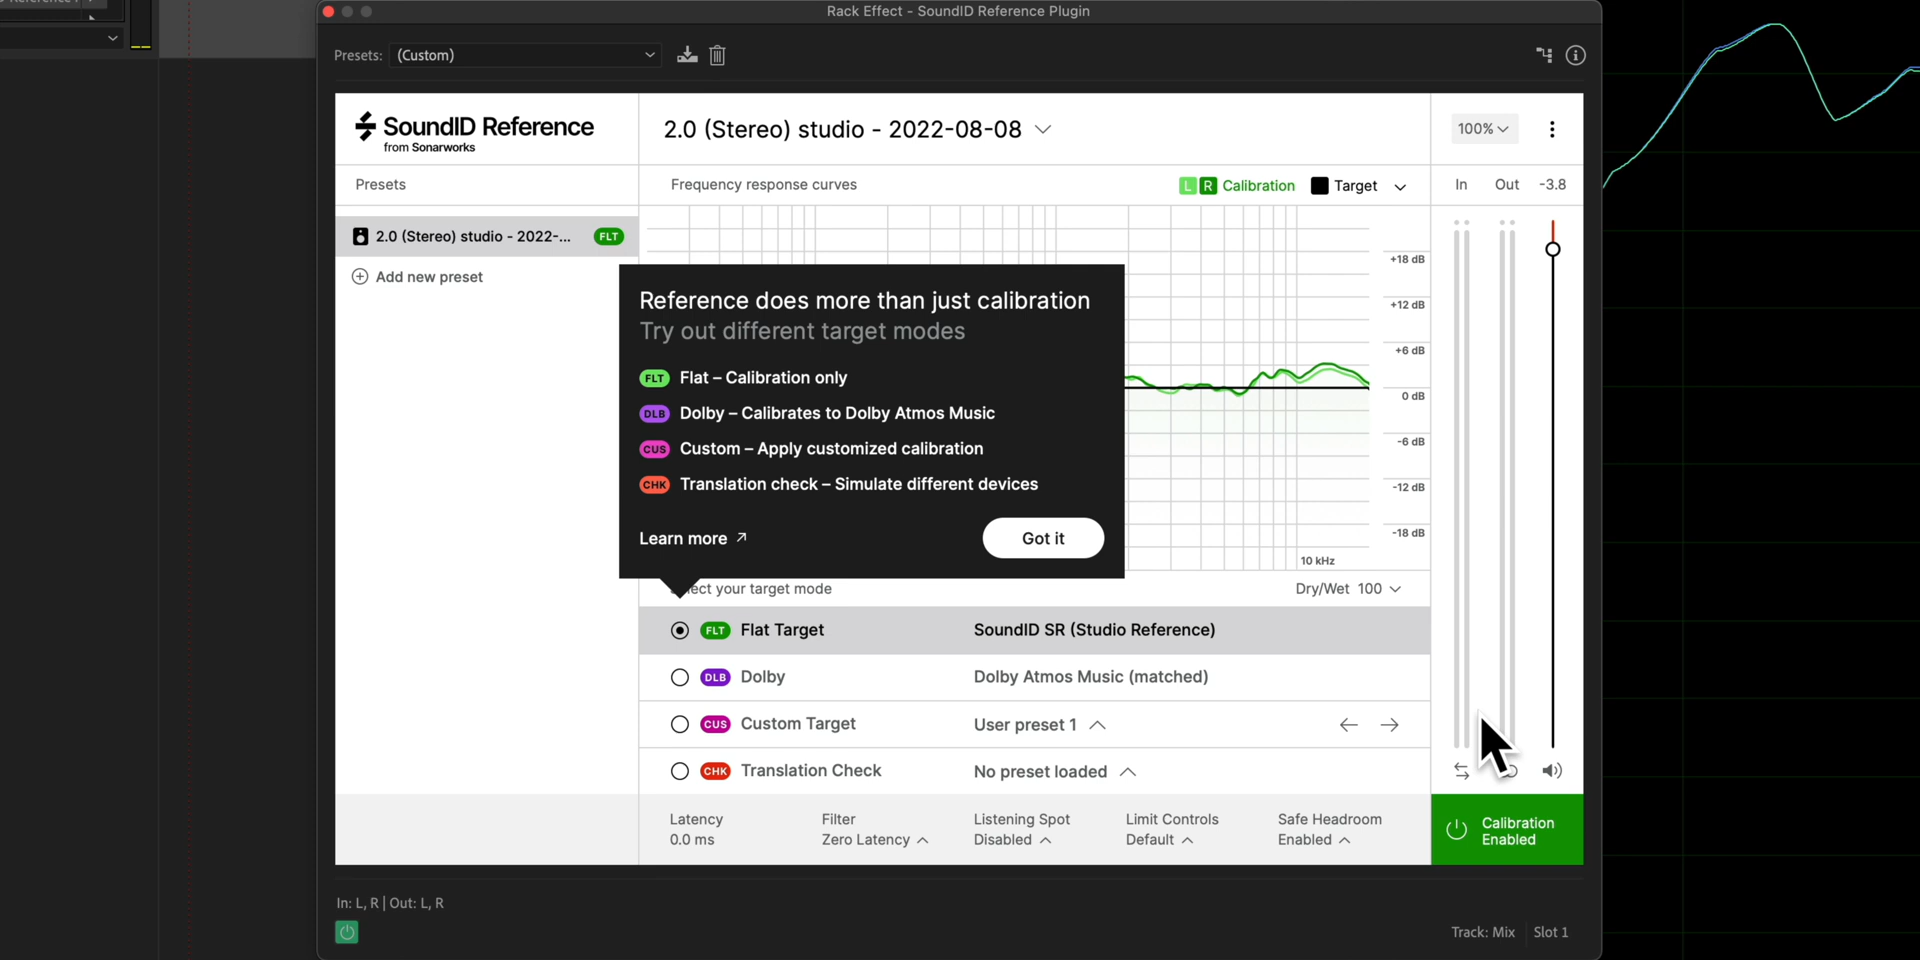 Rack Effect - SoundID Reference Plugin
Presets: (Custom)
SoundID Reference
from Sonarworks
2.0 (Stereo) studio - 2022-08-08
100%
Presets
Frequency response curves
L R Calibration Target
In Out -3.8
2.0 (Stereo) studio - 2022-... FLT
Add new preset
+18 dB
+12 dB
+6 dB
0 dB
-6 dB
-12 dB
-18 dB
10 kHz
Reference does more than just calibration
Try out different target modes
FLT Flat – Calibration only
DLB Dolby – Calibrates to Dolby Atmos Music
CUS Custom – Apply customized calibration
CHK Translation check – Simulate different devices
Learn more ↗ Got it
your target mode
Dry/Wet 100
FLT Flat Target SoundID SR (Studio Reference)
DLB Dolby Dolby Atmos Music (matched)
CUS Custom Target User preset 1
CHK Translation Check No preset loaded
Latency
0.0 ms
Filter
Zero Latency
Listening Spot
Disabled
Limit Controls
Default
Safe Headroom
Enabled
Calibration
Enabled
In: L, R | Out: L, R
Track: Mix Slot 1